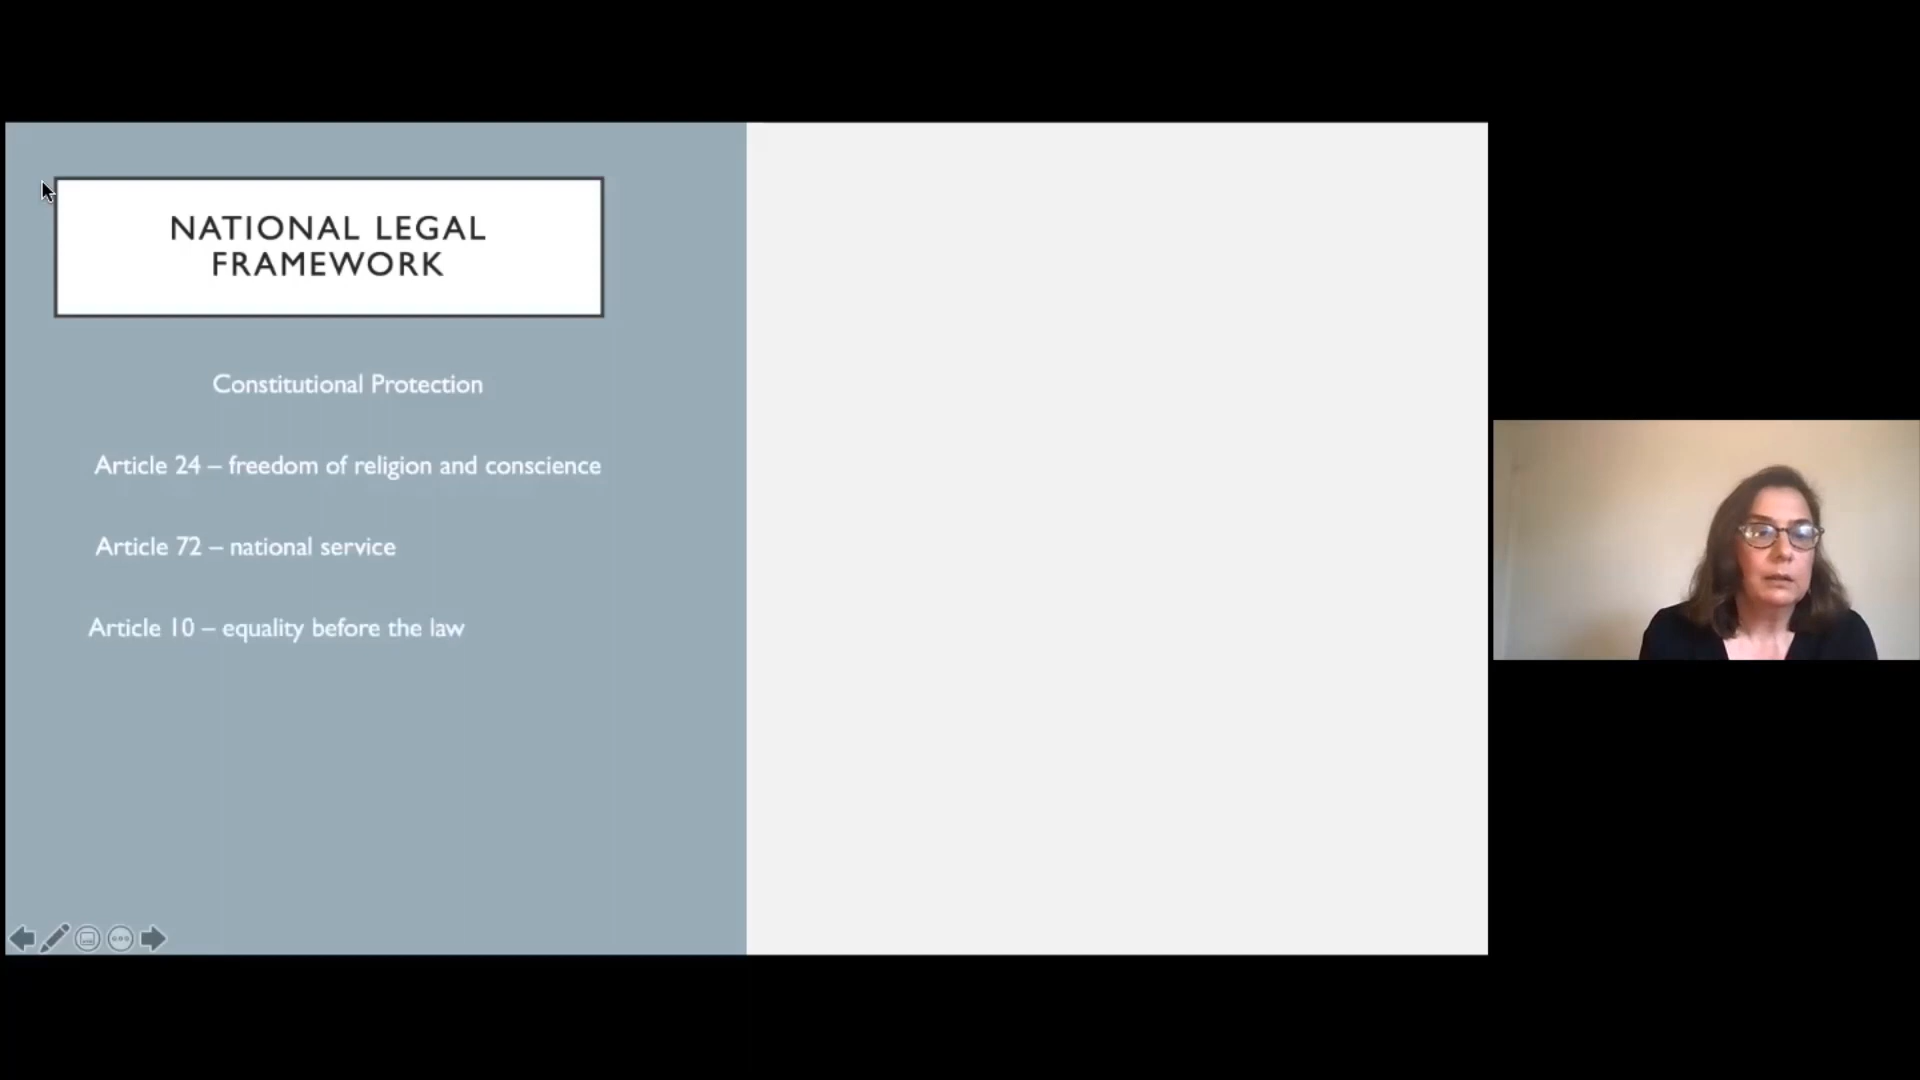 NATIONAL LEGAL
FRAMEWORK
Constitutional Protection
Article 24 – freedom of religion and conscience
Article 72 – national service
Article 10 – equality before the law